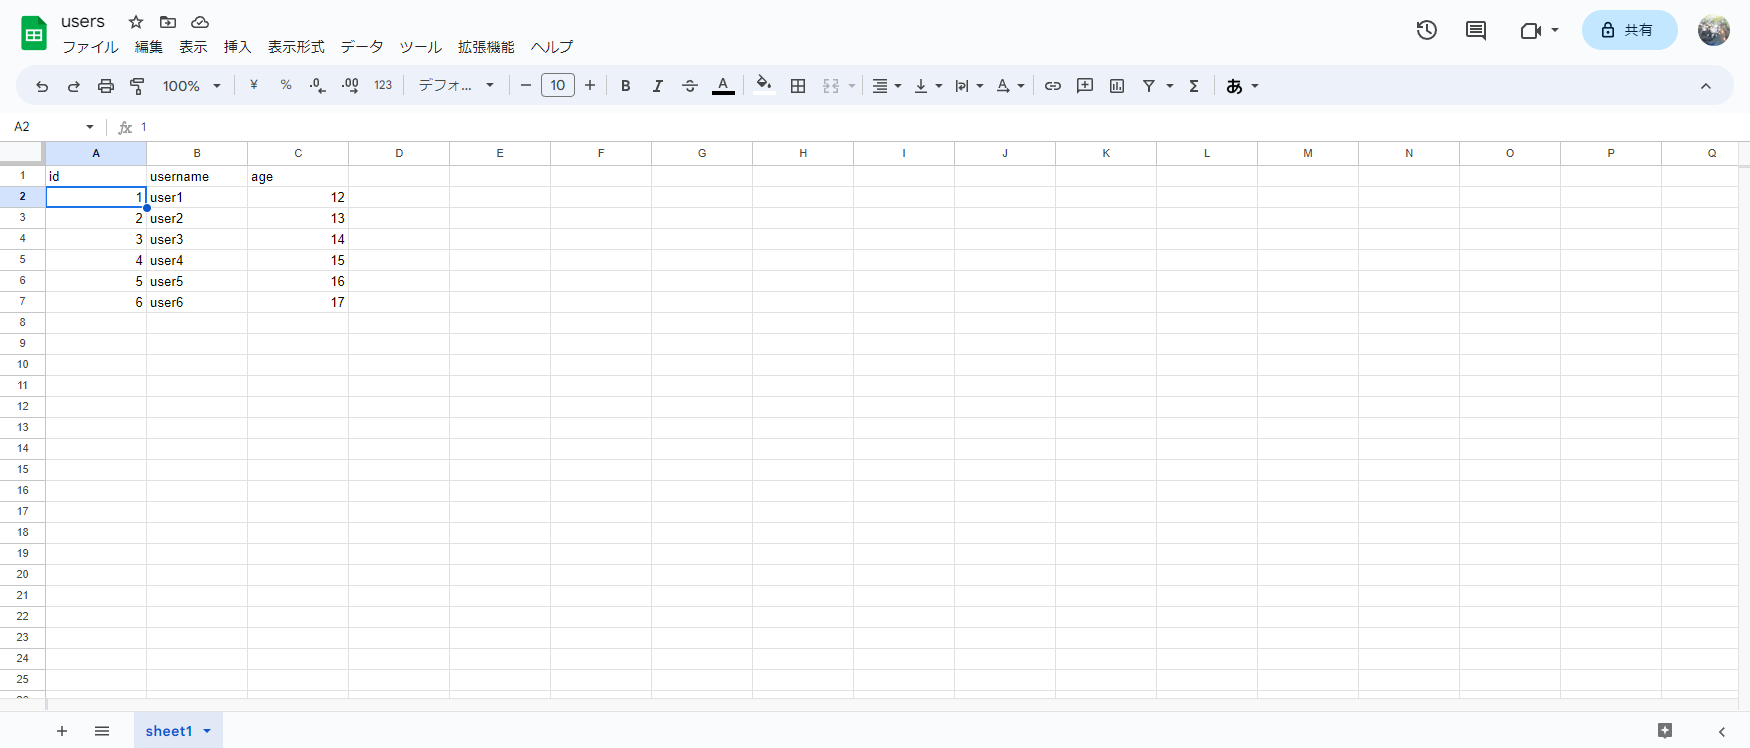 users
ファイル 編集 表示 挿入 表示形式 データ ツール 拡張機能 ヘルプ
共有
100% ¥ % .0 .00 123 デフォ... 10 B I A A Σ あ
A2 fx 1
A B C D E F G H I J K L M N O P Q
1 id username age
2 1 user1 12
3 2 user2 13
4 3 user3 14
5 4 user4 15
6 5 user5 16
7 6 user6 17
8
9
10
11
12
13
14
15
16
17
18
19
20
21
22
23
24
25
sheet1